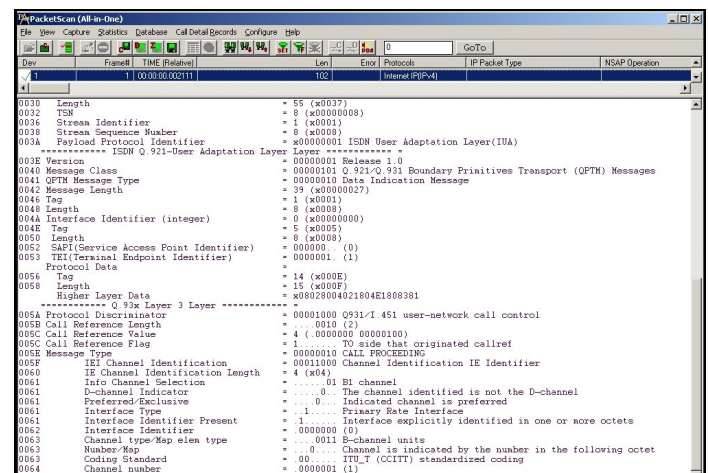 PacketScan (All-in-One)
File View Capture Statistics Database Call Detail Records Configure Help
0 GoTo
Dev Frame# TIME (Relative) Len Error Protocols IP Packet Type NSAP Operation
1 1 00:00:00.002111 102 Internet IP(IPv4)
0030 Length = 55 (x0037)
0032 TSN = 8 (x00000008)
0036 Stream Identifier = 1 (x0001)
0038 Stream Sequence Number = 8 (x0008)
003A Payload Protocol Identifier = x00000001 ISDN User Adaptation Layer(IUA)
=========== ISDN Q.921-User Adaptation Layer Layer =========== =
003E Version = 00000001 Release 1.0
0040 Message Class = 00000101 Q.921/Q.931 Boundary Primitives Transport (QPTM) Messages
0041 QPTM Message Type = 00000010 Data Indication Message
0042 Message Length = 39 (x00000027)
0046 Tag = 1 (x0001)
0048 Length = 8 (x0008)
004A Interface Identifier (integer) = 0 (x00000000)
004E Tag = 5 (x0005)
0050 Length = 8 (x0008)
0052 SAPI(Service Access Point Identifier) = 000000.. (0)
0053 TEI(Terminal Endpoint Identifier) = 0000001. (1)
Protocol Data =
0056 Tag = 14 (x000E)
0058 Length = 15 (x000F)
Higher Layer Data = x08028004021804E1808381
=========== Q.93x Layer 3 Layer =========== =
005A Protocol Discriminator = 00001000 Q931/I.451 user-network call control
005B Call Reference Length = ....0010 (2)
005C Call Reference Value = 4 (.0000000 00000100)
005C Call Reference Flag = 1....... TO side that originated callref
005E Message Type = 00000010 CALL PROCEEDING
005F IEI Channel Identification = 00011000 Channel Identification IE Identifier
0060 IE Channel Identification Length = 4 (x04)
0061 Info Channel Selection = ......01 B1 channel
0061 D-channel Indicator = .....0.. The channel identified is not the D-channel
0061 Preferred/Exclusive = ....0... Indicated channel is preferred
0061 Interface Type = ..1..... Primary Rate Interface
0061 Interface Identifier Present = .1...... Interface explicitly identified in one or more octets
0062 Interface Identifier = .0000000 (0)
0063 Channel type/Map elem type = ....0011 B-channel units
0063 Number/Map = ...0.... Channel is indicated by the number in the following octet
0063 Coding Standard = .00..... ITU_T (CCITT) standardized coding
0064 Channel number = .0000001 (1)